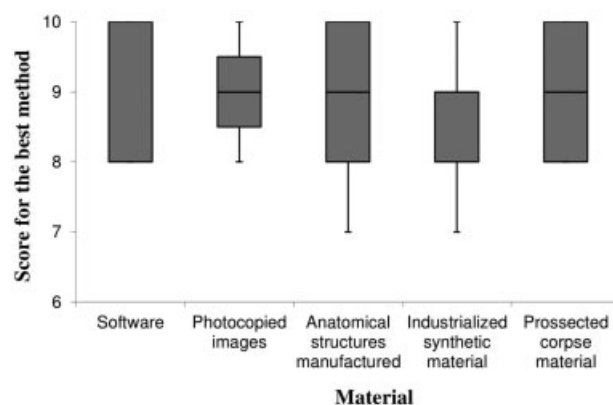 Score for the best method
10
9
8
7
6
Software
Photocopied
images
Anatomical
structures
manufactured
Industrialized
synthetic
material
Prossected
corpse
material
Material